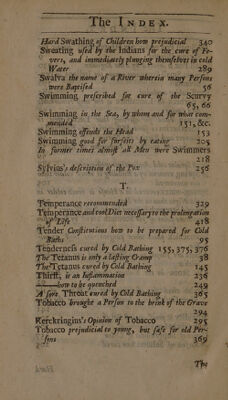 The INDEX.
Hard Swathing of Children how prejudicial 340
Sweating used by the Indians for the cure of Fe-
vers, and immediately plunging themselves in cold
Water 289
Swalva the name of a River wherein many Persons
were Baptised 56
Swimming prescribed for cure of the Scurvy
65, 66
Swimming in the Sea, by whom and for what com-
mended 131, &c.
Swimming offends the Head 153
Swimming good for surfeits by eating 205
In former times almost all Men were Swimmers
218
Sylvius's description of the Pox 256
T.
Temperance recommended 329
Temperance and cool Diet necessary to the prolongation
of Life 418
Tender Constitutions how to be prepared for Cold
Baths 95
Tenderness cured by Cold Bathing 155, 375, 376
The Tetanus is only a lasting Cramp 38
The Tetanus cured by Cold Bathing 145
Thirst, is an Inflammation 236
——how to be quenched 249
A sore Throat cured by Cold Bathing 365
Tobacco brought a Person to the brink of the Grave
294
Kerckringius's Opinion of Tobacco 295
Tobacco prejudicial to young, but safe for old Per-
sons 369
The